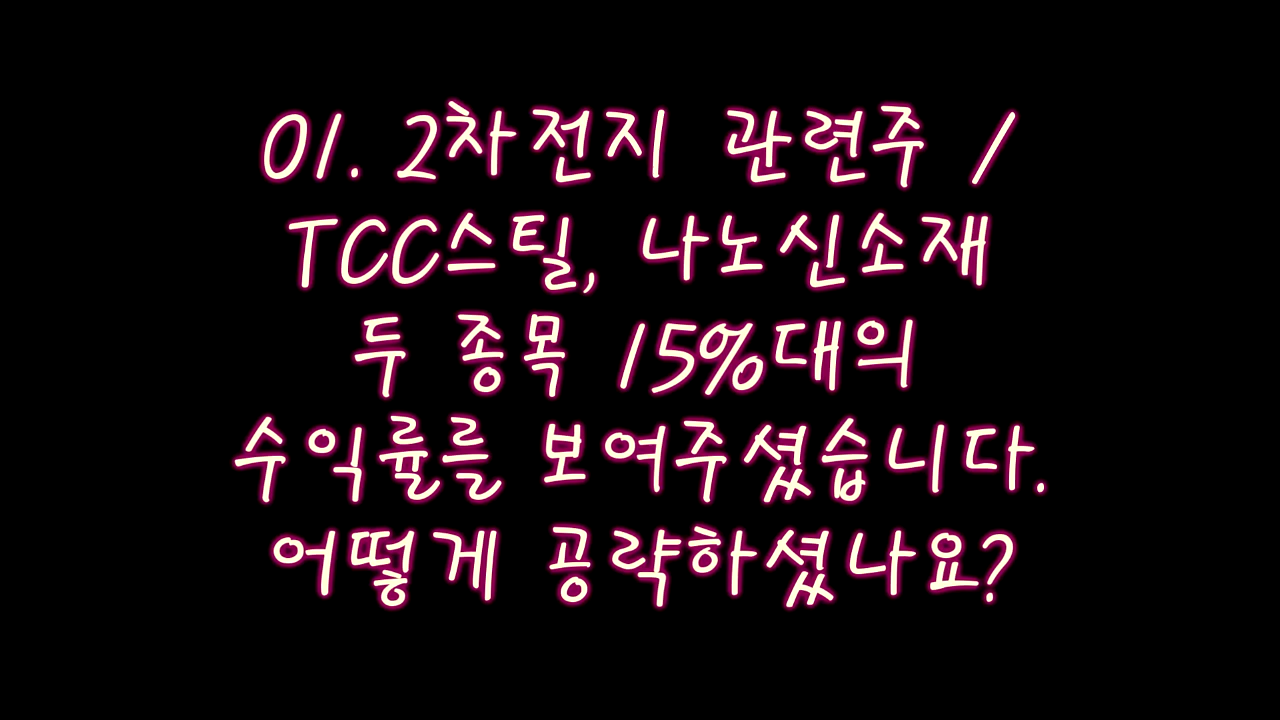 01. 2차전지 관련주 /
TCC스틸, 나노신소재
두 종목 15%대의
수익률를 보여주셨습니다.
어떻게 공략하셨나요?